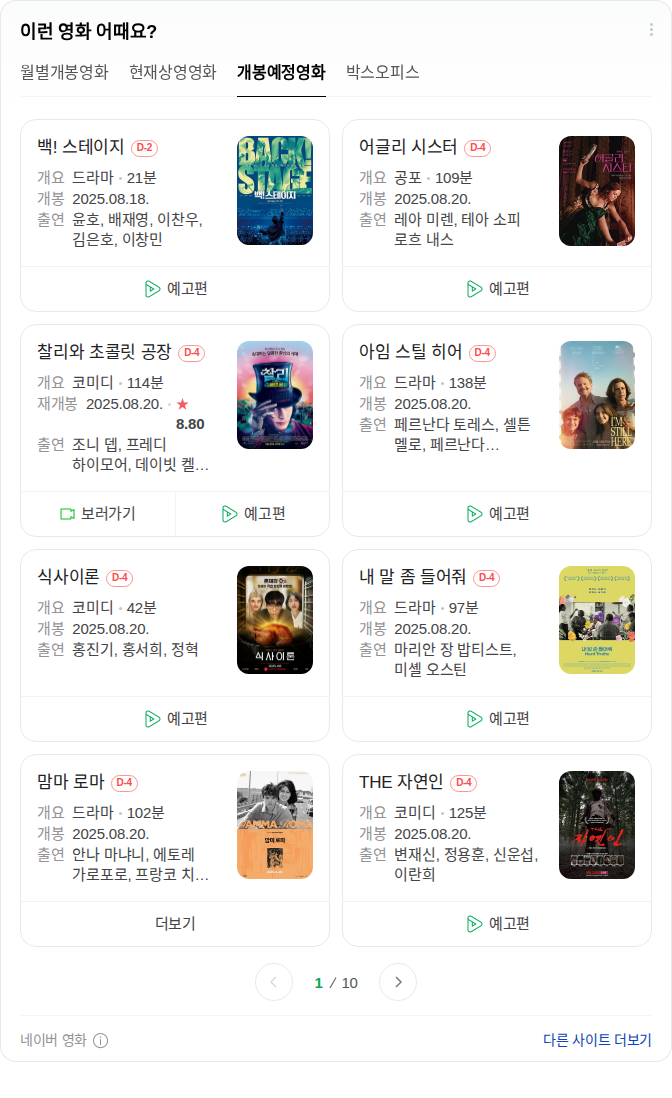 이런 영화 어때요?
월별개봉영화 현재상영영화 개봉예정영화 박스오피스
백! 스테이지 D-2
개요 드라마 · 21분
개봉 2025.08.18.
출연 윤호, 배재영, 이찬우,
김은호, 이창민
BACK!
STAGE
백!스테이지
예고편
어글리 시스터 D-4
개요 공포 · 109분
개봉 2025.08.20.
출연 레아 미렌, 테아 소피
로흐 내스
어글리
시스터
예고편
찰리와 초콜릿 공장 D-4
개요 코미디 · 114분
재개봉 2025.08.20. · ★
8.80
출연 조니 뎁, 프레디
하이모어, 데이빗 켈...
찰리
보러가기 예고편
아임 스틸 히어 D-4
개요 드라마 · 138분
개봉 2025.08.20.
출연 페르난다 토레스, 셀튼
멜로, 페르난다...
I'M
STILL
HERE
예고편
식사이론 D-4
개요 코미디 · 42분
개봉 2025.08.20.
출연 홍진기, 홍서희, 정혁
식사이론
예고편
내 말 좀 들어줘 D-4
개요 드라마 · 97분
개봉 2025.08.20.
출연 마리안 장 밥티스트,
미셸 오스틴
내 말 좀 들어줘
Hard Truths
예고편
맘마 로마 D-4
개요 드라마 · 102분
개봉 2025.08.20.
출연 안나 마냐니, 에토레
가로포로, 프랑코 치...
MAMMA ROMA
맘마 로마
더보기
THE 자연인 D-4
개요 코미디 · 125분
개봉 2025.08.20.
출연 변재신, 정용훈, 신운섭,
이란희
자연인
예고편
1 / 10
네이버 영화
다른 사이트 더보기